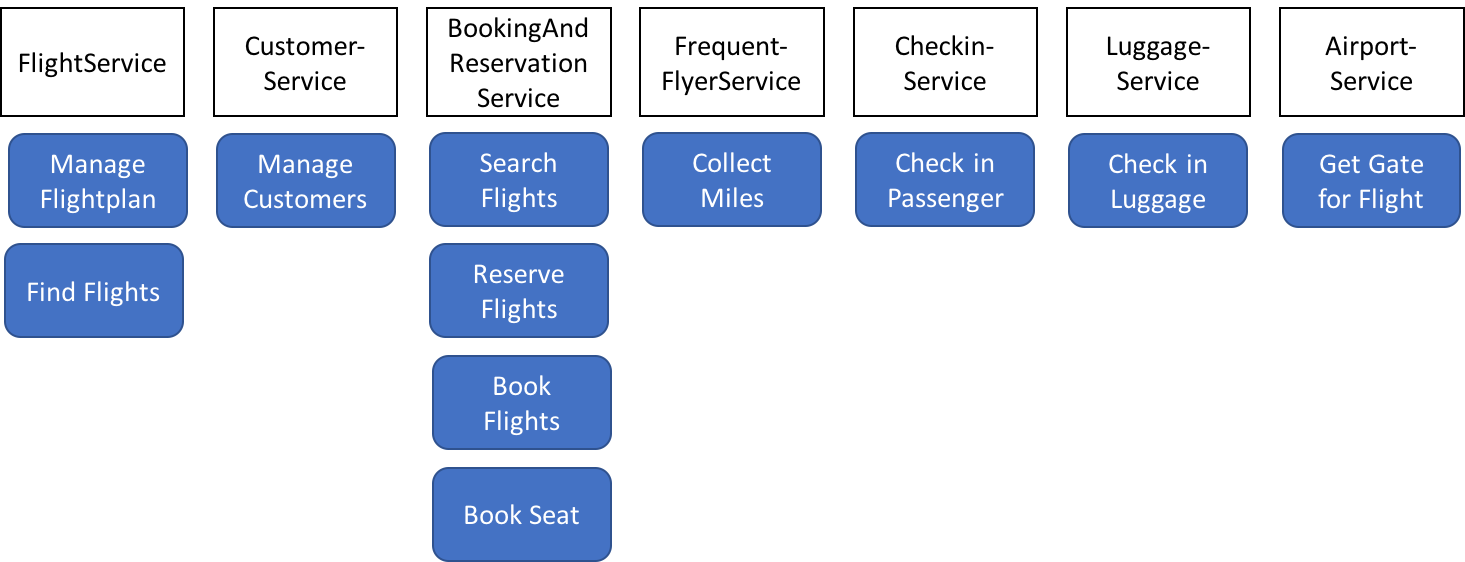 FlightService
Customer-
Service
BookingAnd
Reservation
Service
Frequent-
FlyerService
Checkin-
Service
Luggage-
Service
Airport-
Service
Manage
Flightplan
Manage
Customers
Search
Flights
Collect
Miles
Check in
Passenger
Check in
Luggage
Get Gate
for Flight
Find Flights
Reserve
Flights
Book
Flights
Book Seat